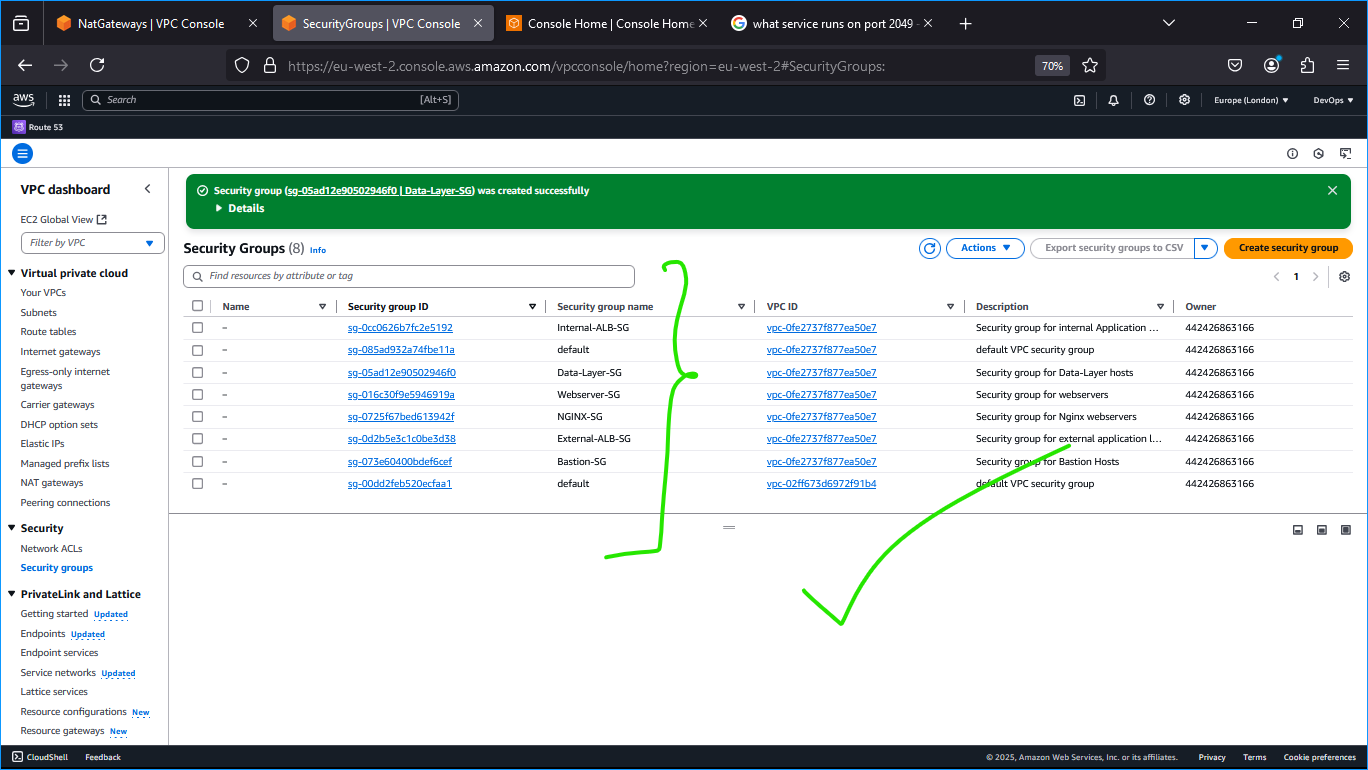 NatGateways | VPC Console
SecurityGroups | VPC Console
Console Home | Console Home
what service runs on port 2049 -
https://eu-west-2.console.aws.amazon.com/vpconsole/home?region=eu-west-2#SecurityGroups:
70%
aws
Search
[Alt+S]
Europe (London)
DevOps
Route 53
VPC dashboard
EC2 Global View
Filter by VPC
Virtual private cloud
Your VPCs
Subnets
Route tables
Internet gateways
Egress-only internet
gateways
Carrier gateways
DHCP option sets
Elastic IPs
Managed prefix lists
NAT gateways
Peering connections
Security
Network ACLs
Security groups
PrivateLink and Lattice
Getting started Updated
Endpoints Updated
Endpoint services
Service networks Updated
Lattice services
Resource configurations New
Resource gateways New
Security group (sg-05ad12e90502946f0 | Data-Layer-SG) was created successfully
Details
Security Groups (8) Info
Actions
Export security groups to CSV
Create security group
Find resources by attribute or tag
1
Name Security group ID Security group name VPC ID Description Owner
– sg-0cc0626b7fc2e5192 Internal-ALB-SG vpc-0fe2737f877ea50e7 Security group for internal Application ... 442426863166
– sg-085ad932a74fbe11a default vpc-0fe2737f877ea50e7 default VPC security group 442426863166
– sg-05ad12e90502946f0 Data-Layer-SG vpc-0fe2737f877ea50e7 Security group for Data-Layer hosts 442426863166
– sg-016c30f9e5946919a Webserver-SG vpc-0fe2737f877ea50e7 Security group for webservers 442426863166
– sg-0725f67bed613942f NGINX-SG vpc-0fe2737f877ea50e7 Security group for Nginx webservers 442426863166
– sg-0d2b5e3c1c0be3d38 External-ALB-SG vpc-0fe2737f877ea50e7 Security group for external application l... 442426863166
– sg-073e60400bdef6cef Bastion-SG vpc-0fe2737f877ea50e7 Security group for Bastion Hosts 442426863166
– sg-00dd2feb520ecfaa1 default vpc-02ff673d6972f91b4 default VPC security group 442426863166
CloudShell
Feedback
© 2025, Amazon Web Services, Inc. or its affiliates.
Privacy
Terms
Cookie preferences